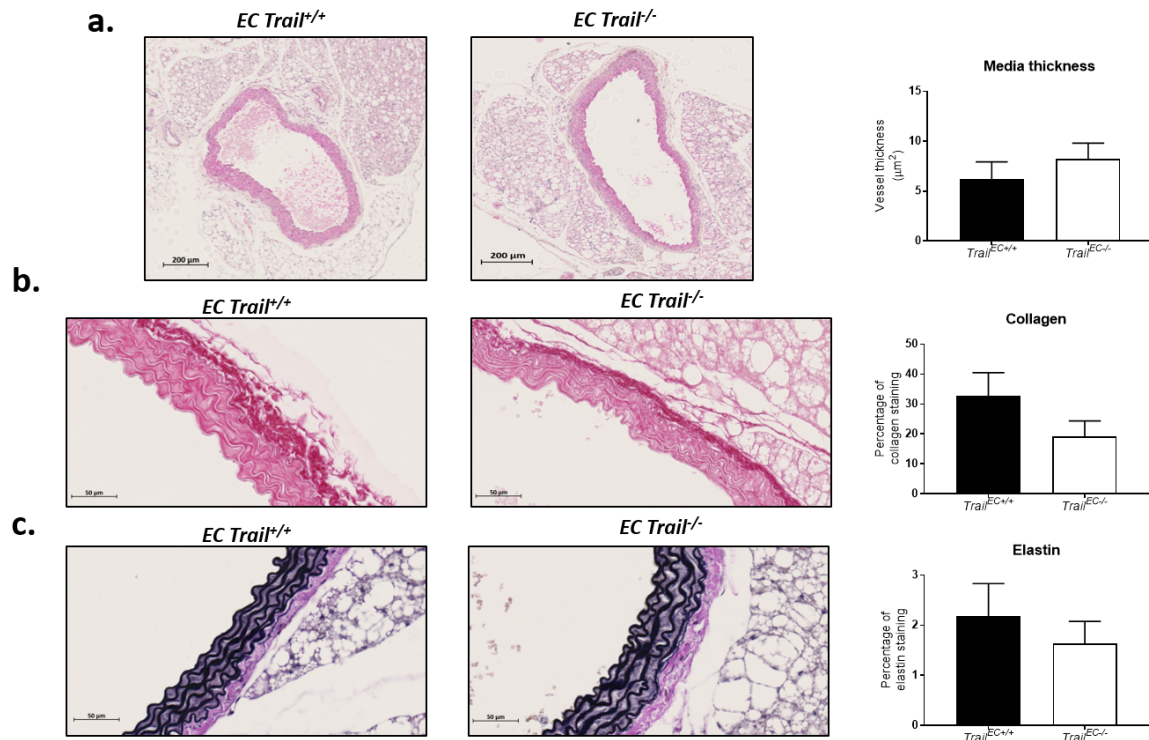 a.
EC Trail+/+
EC Trail-/-
200 µm
200 µm
Media thickness
Vessel thickness
(µm2)
15
10
5
0
TrailEC+/+
TrailEC-/-
b.
EC Trail+/+
EC Trail-/-
50 µm
50 µm
Collagen
Percentage of
collagen staining
50
40
30
20
10
0
TrailEC+/+
TrailEC-/-
c.
EC Trail+/+
EC Trail-/-
50 µm
50 µm
Elastin
Percentage of
elastin staining
3
2
1
0
TrailEC+/+
TrailEC-/-